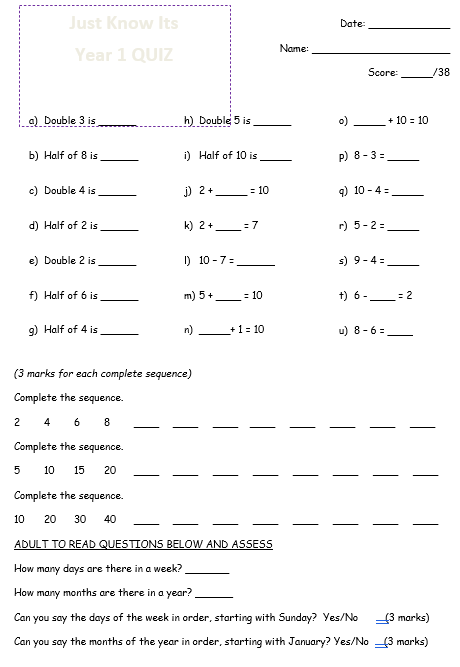 Just Know Its
Year 1 QUIZ
Date: ____________
Name: ____________________
Score: _____/38
a) Double 3 is ______
b) Half of 8 is ______
c) Double 4 is ______
d) Half of 2 is ______
e) Double 2 is ______
f) Half of 6 is ______
g) Half of 4 is ______
h) Double 5 is ______
i) Half of 10 is _____
j) 2 + _____ = 10
k) 2 + ____ = 7
l) 10 – 7 = ______
m) 5 + ____ = 10
n) _____+ 1 = 10
o) _____ + 10 = 10
p) 8 – 3 = _____
q) 10 – 4 = _____
r) 5 – 2 = _____
s) 9 – 4 = _____
t) 6 - ____ = 2
u) 8 – 6 = ____
(3 marks for each complete sequence)
Complete the sequence.
2 4 6 8 ____ ____ ____ ____ ____ ____ ____ ____
Complete the sequence.
5 10 15 20 ____ ____ ____ ____ ____ ____ ____ ____
Complete the sequence.
10 20 30 40 ____ ____ ____ ____ ____ ____ ____ ____
ADULT TO READ QUESTIONS BELOW AND ASSESS
How many days are there in a week? _______
How many months are there in a year? ______
Can you say the days of the week in order, starting with Sunday? Yes/No __(3 marks)
Can you say the months of the year in order, starting with January? Yes/No __(3 marks)